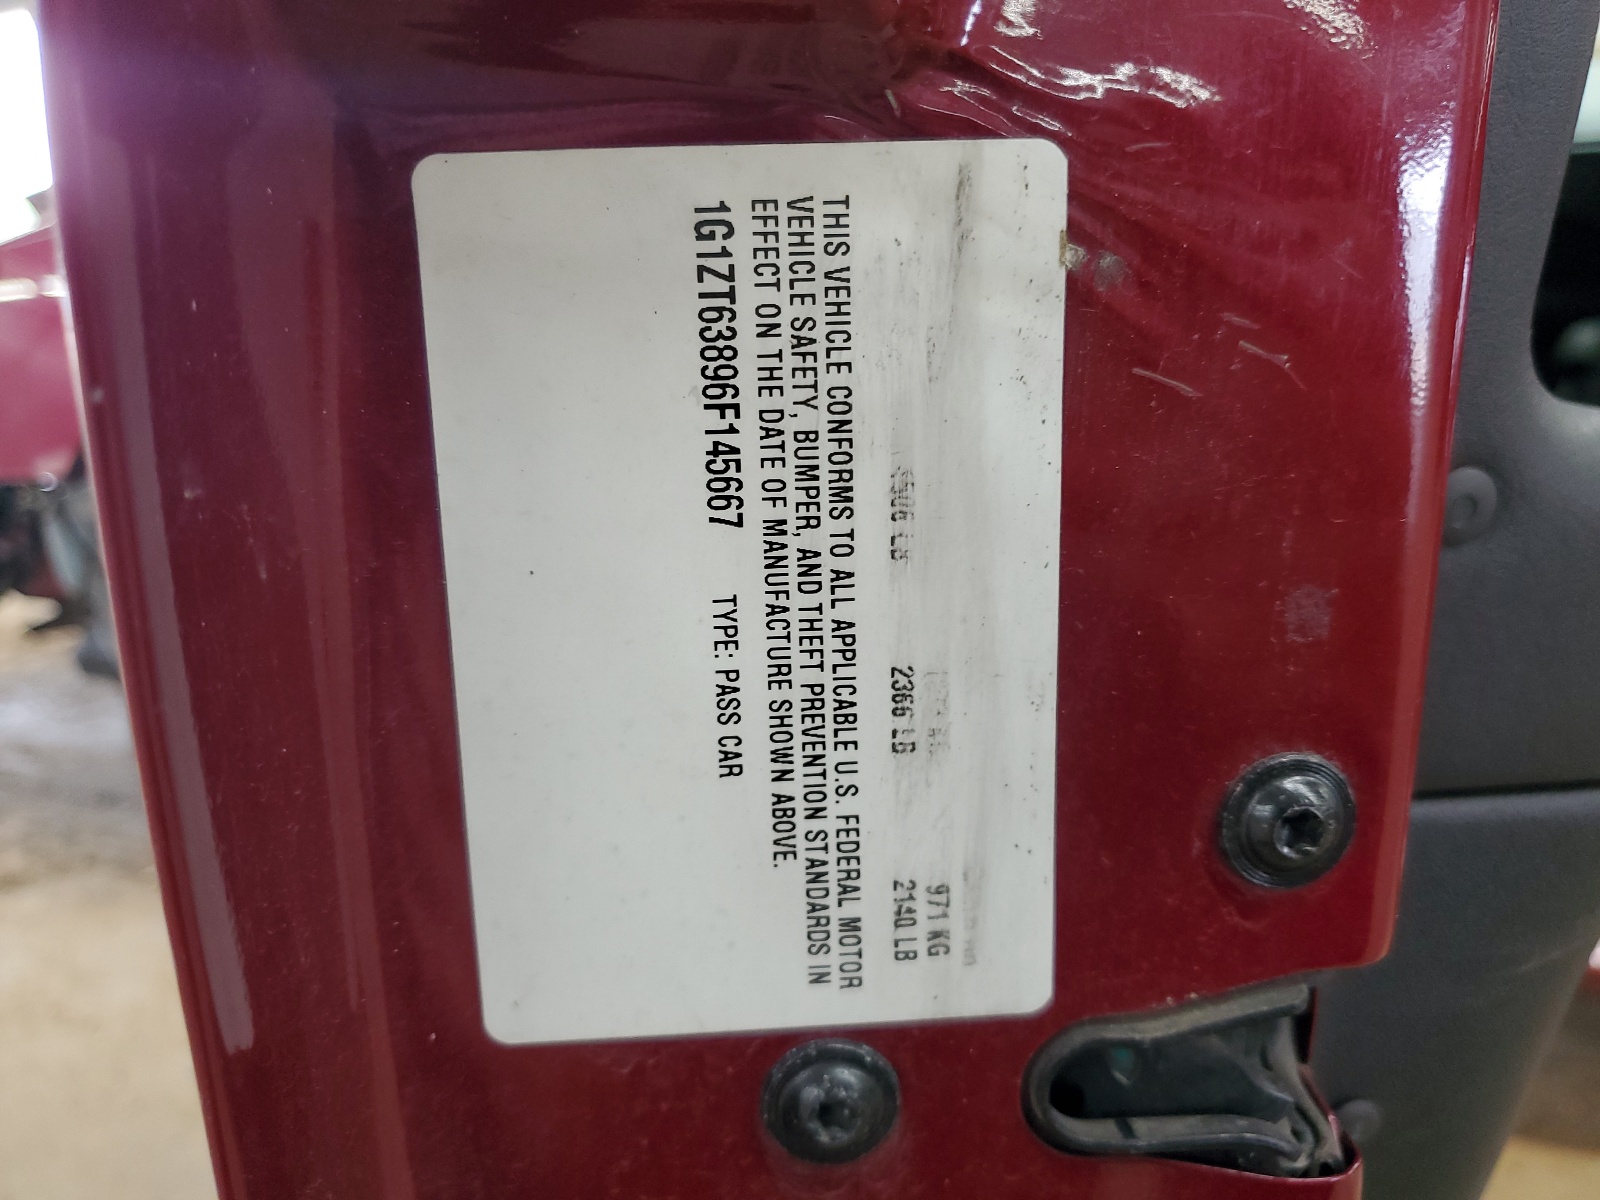 971 KG
2366 LB 2140 LB
THIS VEHICLE CONFORMS TO ALL APPLICABLE U.S. FEDERAL MOTOR
VEHICLE SAFETY, BUMPER, AND THEFT PREVENTION STANDARDS IN
EFFECT ON THE DATE OF MANUFACTURE SHOWN ABOVE.
1G1ZT63896F145667 TYPE: PASS CAR